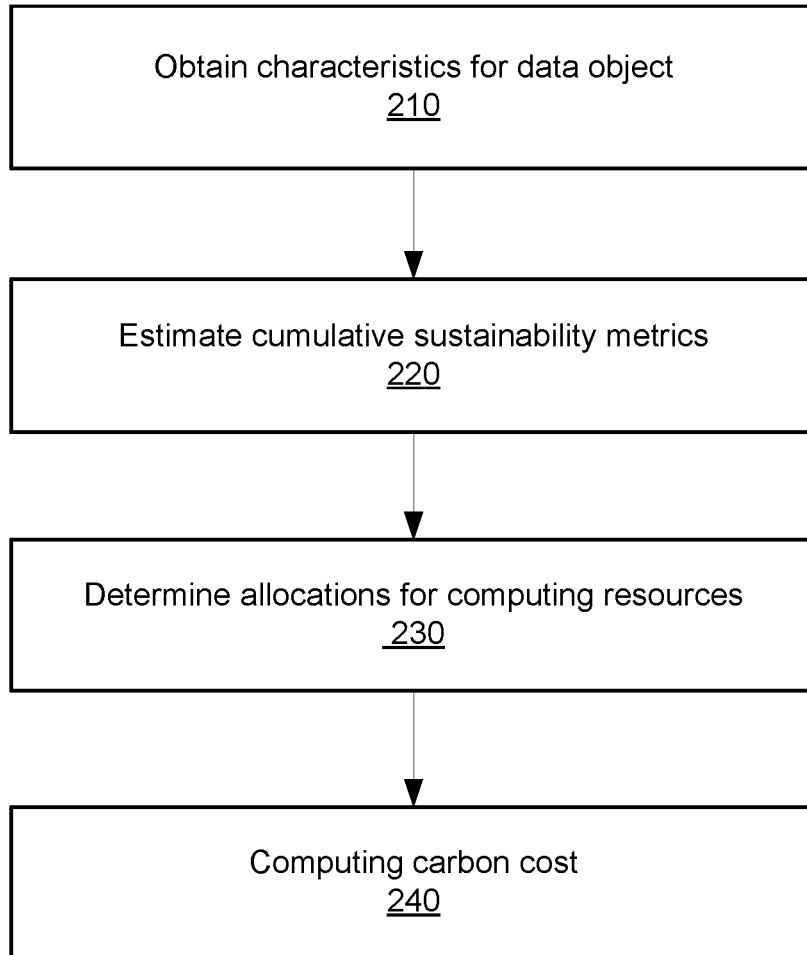 Obtain characteristics for data object
210
Estimate cumulative sustainability metrics
220
Determine allocations for computing resources
230
Computing carbon cost
240